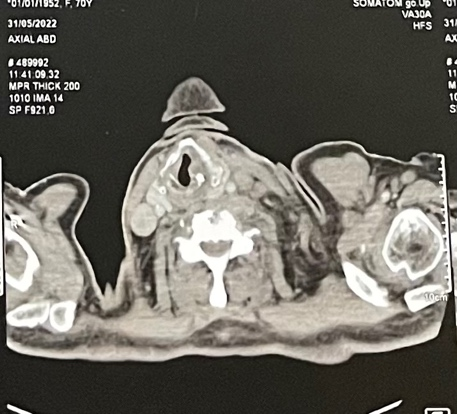 *01/01/1952, F, 70Y
31/05/2022
AXIAL ABD
# 489992
11:41:09.32
MPR THICK 200
1010 IMA 14
SP F921.6
SOMATOM go.Up
VA30A
HFS
10cm